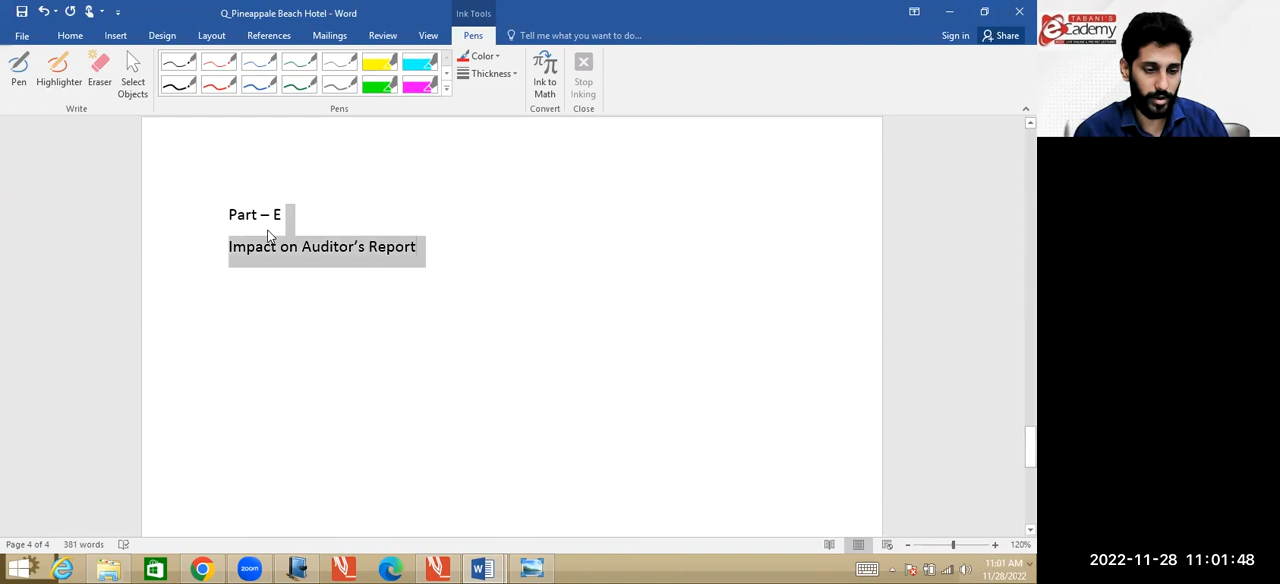 Q_Pineappale Beach Hotel - Word
Ink Tools
File
Home
Insert
Design
Layout
References
Mailings
Review
View
Pens
Tell me what you want to do...
Sign in
Share
Pen
Highlighter
Eraser
Select Objects
Color
Thickness
Ink to Math
Stop Inking
Write
Pens
Convert
Close
Part – E
Impact on Auditor's Report
Page 4 of 4
381 words
120%
zoom
11:01 AM
11/28/2022
TABANI'S
eCademy
2022-11-28 11:01:48